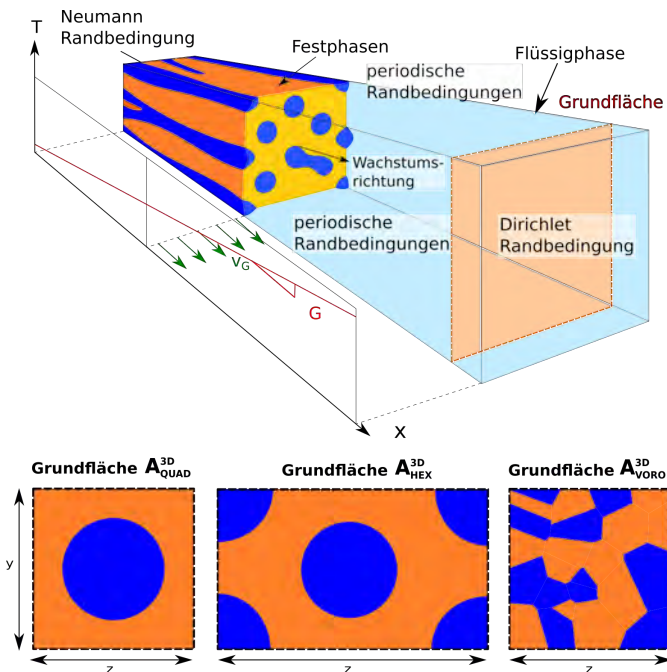 T
Neumann
Randbedingung
Festphasen
periodische
Randbedingungen
Flüssigphase
Grundfläche
Wachstums-
richtung
periodische
Randbedingungen
Dirichlet
Randbedingung
v_G
G
x
Grundfläche A^3D_QUAD
Grundfläche A^3D_HEX
Grundfläche A^3D_VORO
y
z
z
z